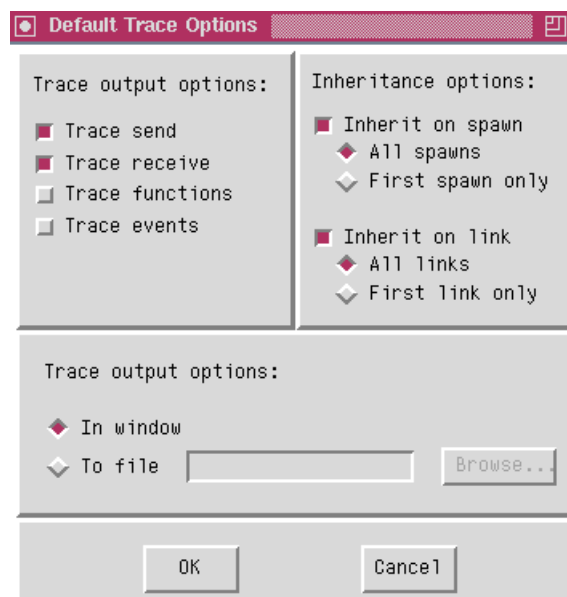 Default Trace Options
Trace output options:
Trace send
Trace receive
Trace functions
Trace events
Inheritance options:
Inherit on spawn
All spawns
First spawn only
Inherit on link
All links
First link only
Trace output options:
In window
To file
Browse...
OK
Cancel